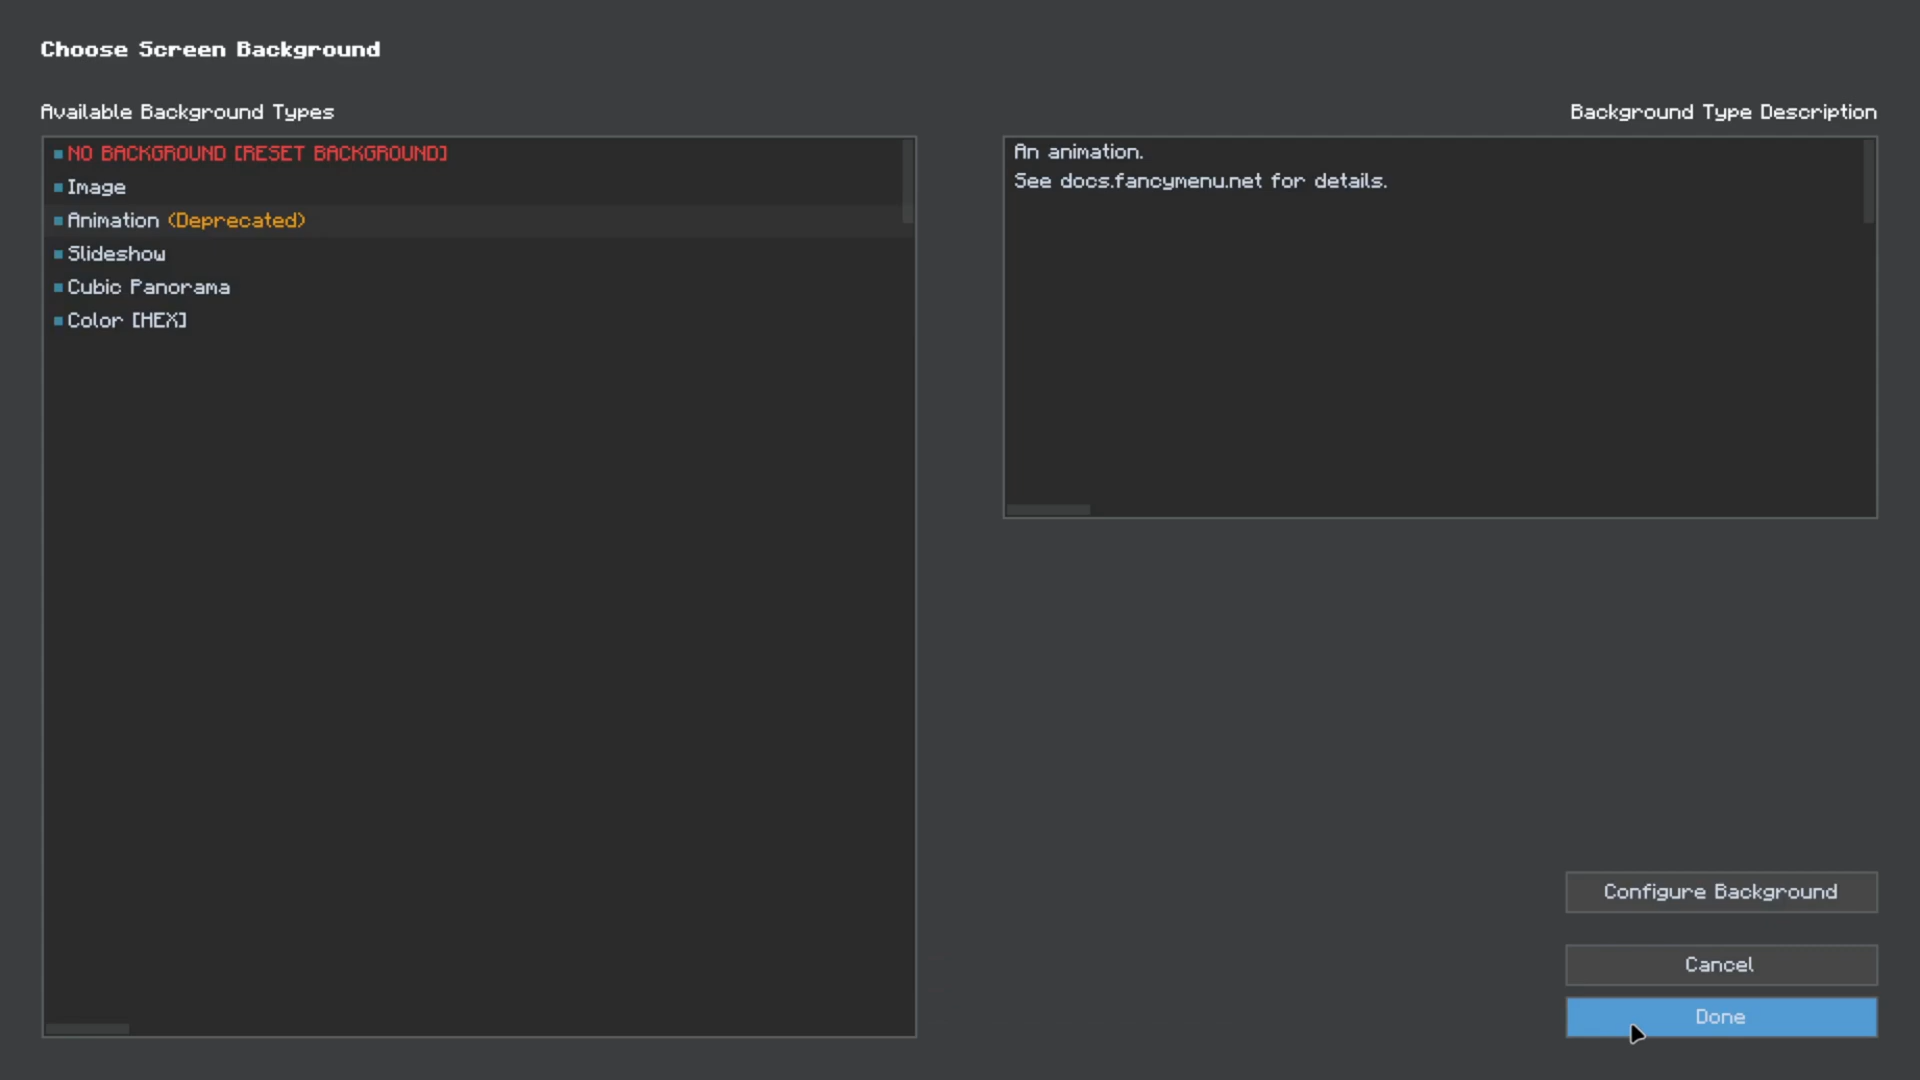 Choose Screen Background
Available Background Types
Background Type Description
NO BACKGROUND [RESET BACKGROUND]
Image
Animation (Deprecated)
Slideshow
Cubic Panorama
Color [HEX]
An animation.
See docs.fancymenu.net for details.
Configure Background
Cancel
Done